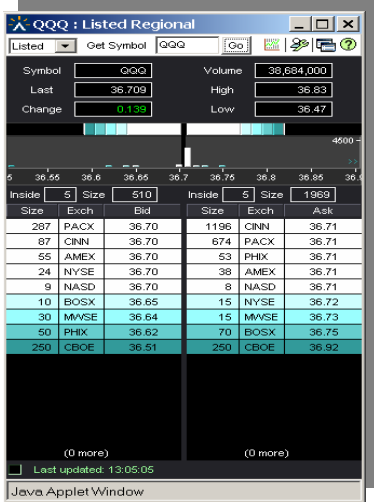 QQQ : Listed Regional
Listed Get Symbol QQQ Go
Symbol QQQ Volume 38,684,000
Last 36.709 High 36.83
Change 0.139 Low 36.47
4500
>>
5 36.55 36.6 36.65 36.7 36.75 36.8 36.85 36.
Inside 5 Size 510 Inside 5 Size 1969
Size Exch Bid Size Exch Ask
287 PACX 36.70 1196 CINN 36.71
87 CINN 36.70 674 PACX 36.71
55 AMEX 36.70 53 PHIX 36.71
24 NYSE 36.70 38 AMEX 36.71
9 NASD 36.70 8 NASD 36.71
10 BOSX 36.65 15 NYSE 36.72
30 MWSE 36.64 15 MWSE 36.73
50 PHIX 36.62 70 BOSX 36.75
250 CBOE 36.51 250 CBOE 36.92
(0 more) (0 more)
Last updated: 13:05:05
Java Applet Window